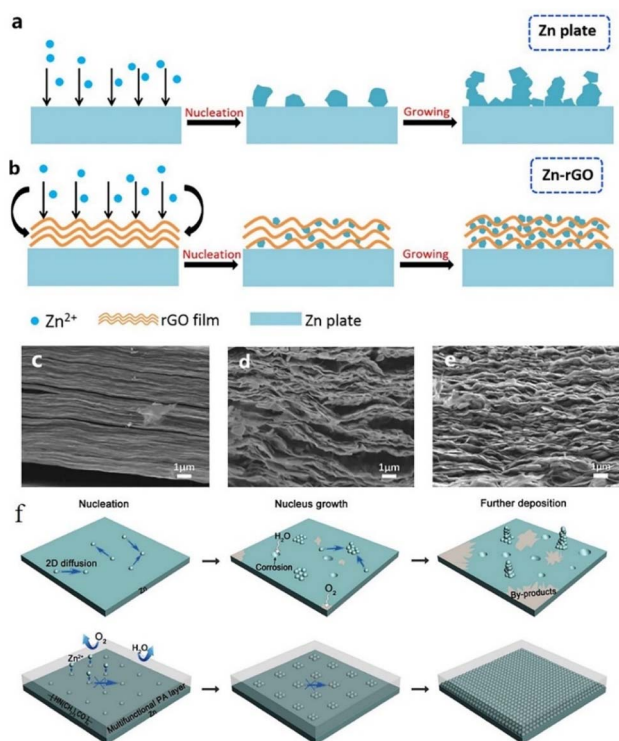 a
Zn plate
Nucleation
Growing
b
Zn-rGO
Nucleation
Growing
Zn²⁺
rGO film
Zn plate
c
1μm
d
1μm
e
1μm
f
Nucleation
Nucleus growth
Further deposition
2D diffusion
Zn
H₂O
Corrosion
O₂
By-products
O₂
H₂O
Zn²⁺
Multifunctional PA layer
Zn